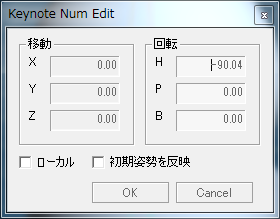 Keynote Num Edit
移動 回転
X 0.00 H -90.04
Y 0.00 P 0.00
Z 0.00 B 0.00
ローカル 初期姿勢を反映
OK Cancel